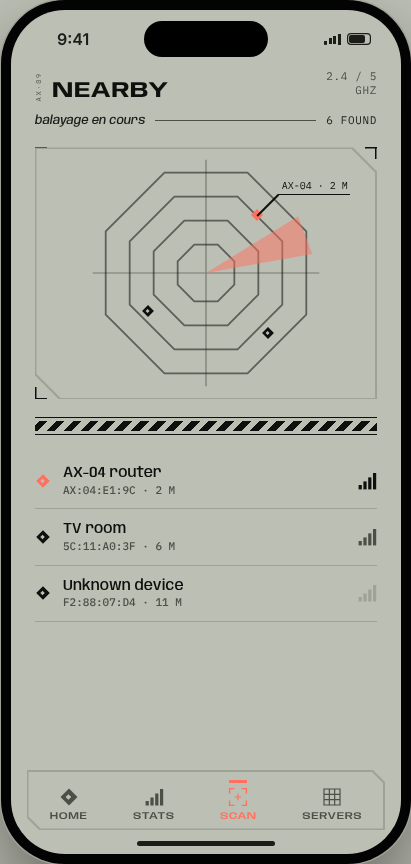 9:41
AX-09
NEARBY
2.4 / 5
GHZ
balayage en cours
6 FOUND
AX-04 · 2 M
AX-04 router
AX:04:E1:9C · 2 M
TV room
5C:11:A0:3F · 6 M
Unknown device
F2:88:07:D4 · 11 M
HOME
STATS
SCAN
SERVERS